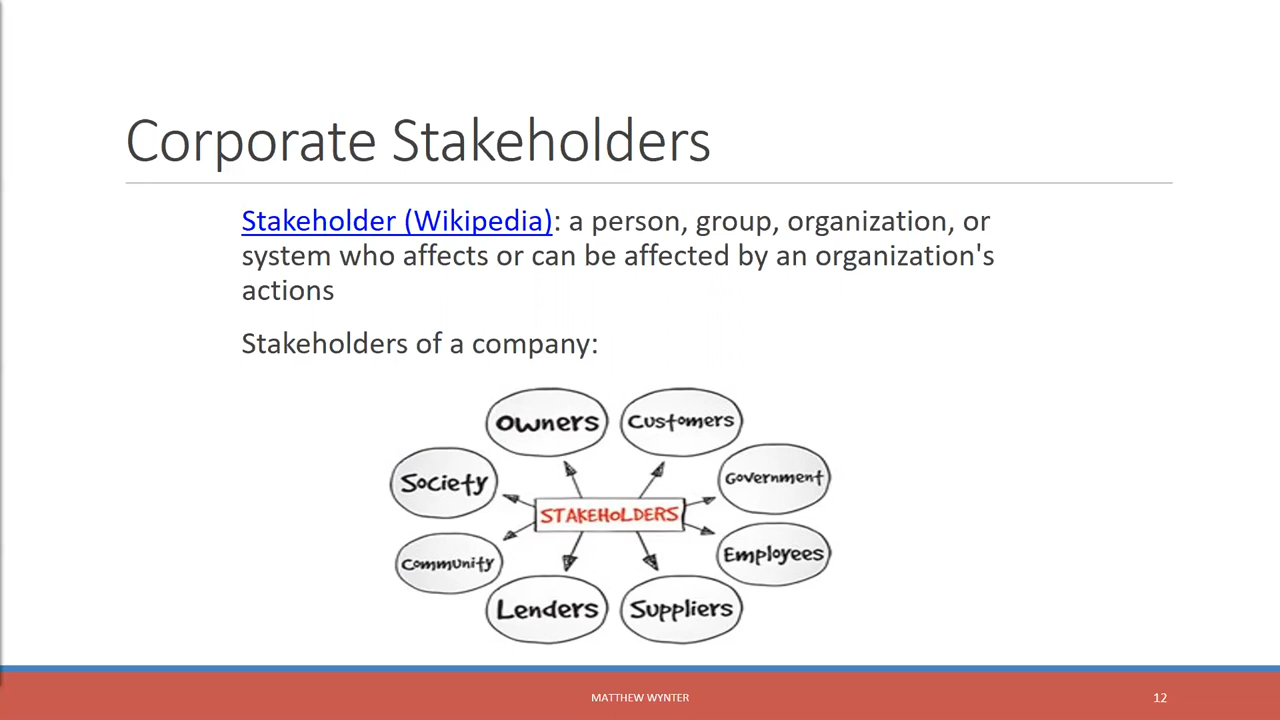 Corporate Stakeholders
Stakeholder (Wikipedia): a person, group, organization, or
system who affects or can be affected by an organization's
actions
Stakeholders of a company:
Owners
Customers
Society
Government
STAKEHOLDERS
Community
Employees
Lenders
Suppliers
MATTHEW WYNTER
12